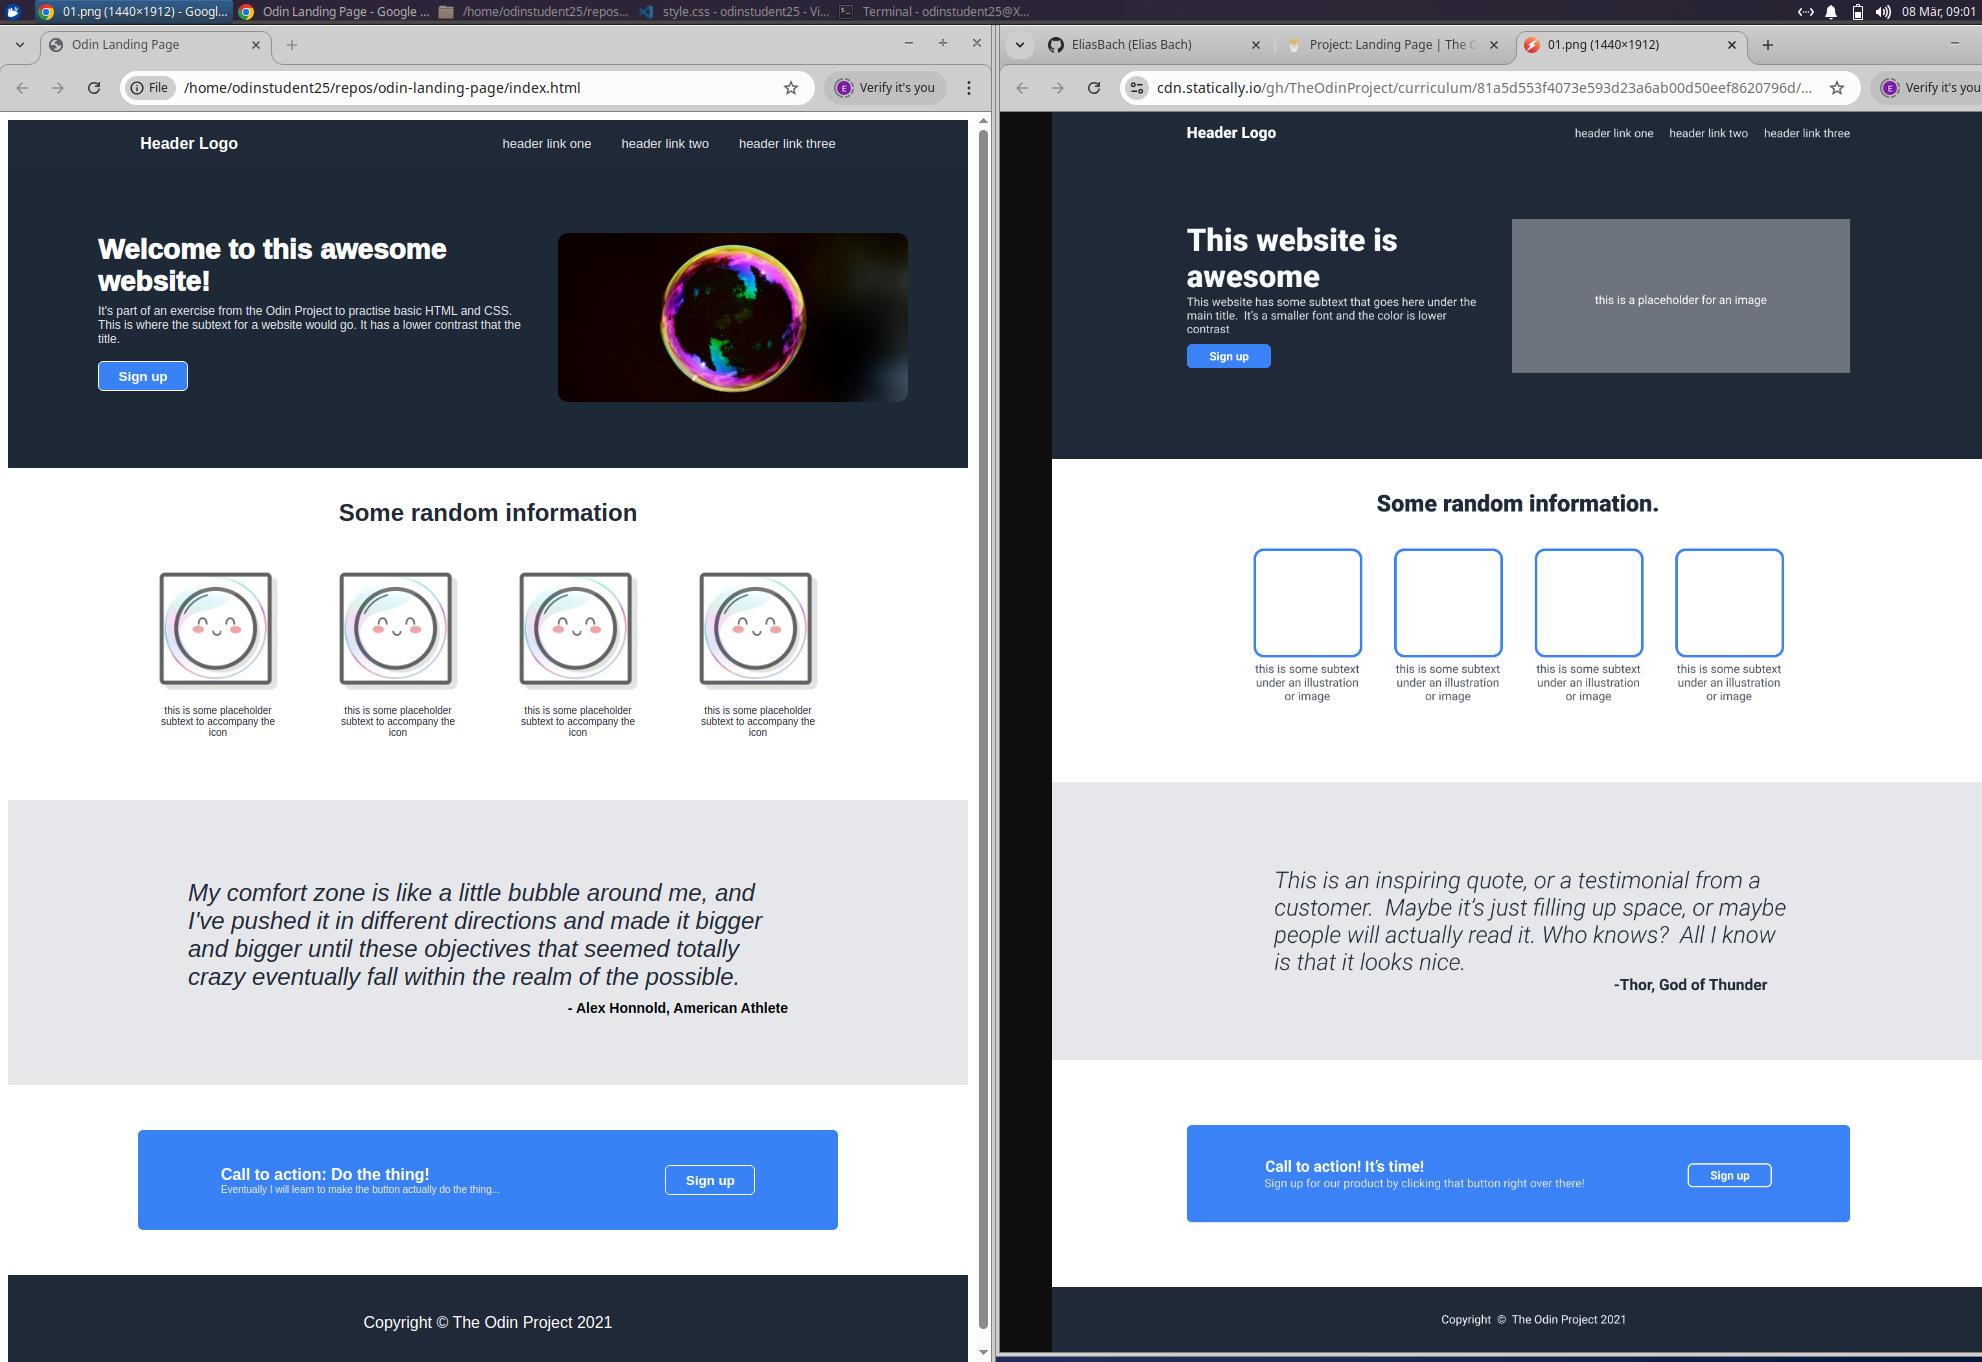 01.png (1440×1912) - Googl...
Odin Landing Page - Google ...
/home/odinstudent25/repos...
style.css - odinstudent25 - Vi...
Terminal - odinstudent25@X...
08 Mär, 09:01
Odin Landing Page
File
/home/odinstudent25/repos/odin-landing-page/index.html
E
Verify it's you
Header Logo
header link one
header link two
header link three
Welcome to this awesome
website!
It's part of an exercise from the Odin Project to practise basic HTML and CSS.
This is where the subtext for a website would go. It has a lower contrast that the
title.
Sign up
Some random information
this is some placeholder
subtext to accompany the
icon
this is some placeholder
subtext to accompany the
icon
this is some placeholder
subtext to accompany the
icon
this is some placeholder
subtext to accompany the
icon
My comfort zone is like a little bubble around me, and
I've pushed it in different directions and made it bigger
and bigger until these objectives that seemed totally
crazy eventually fall within the realm of the possible.
- Alex Honnold, American Athlete
Call to action: Do the thing!
Eventually I will learn to make the button actually do the thing...
Sign up
Copyright © The Odin Project 2021
EliasBach (Elias Bach)
Project: Landing Page | The
01.png (1440×1912)
cdn.statically.io/gh/TheOdinProject/curriculum/81a5d553f4073e593d23a6ab00d50eef8620796d/...
E
Verify it's you
Header Logo
header link one
header link two
header link three
This website is
awesome
This website has some subtext that goes here under the
main title.  It's a smaller font and the color is lower
contrast
Sign up
this is a placeholder for an image
Some random information.
this is some subtext
under an illustration
or image
this is some subtext
under an illustration
or image
this is some subtext
under an illustration
or image
this is some subtext
under an illustration
or image
This is an inspiring quote, or a testimonial from a
customer.  Maybe it's just filling up space, or maybe
people will actually read it. Who knows?  All I know
is that it looks nice.
-Thor, God of Thunder
Call to action! It's time!
Sign up for our product by clicking that button right over there!
Sign up
Copyright © The Odin Project 2021